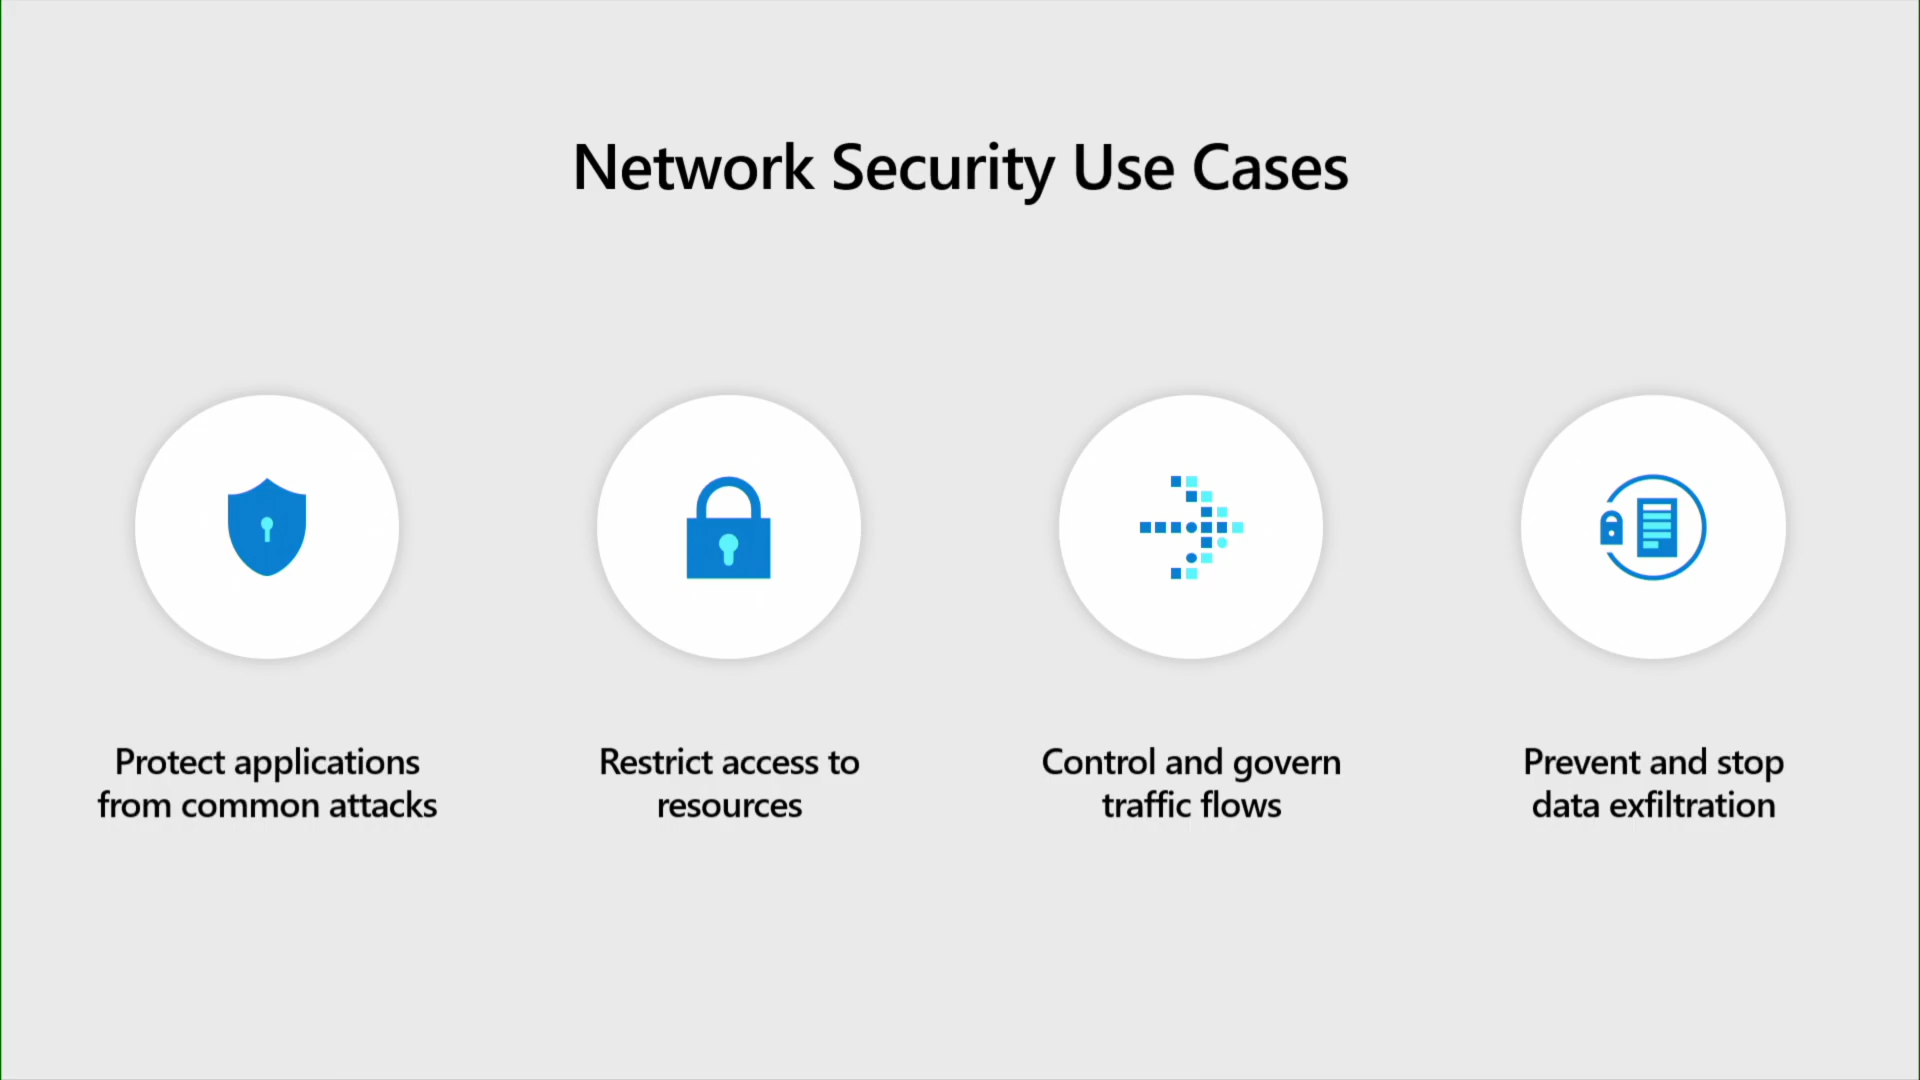 Network Security Use Cases
Protect applications
from common attacks
Restrict access to
resources
Control and govern
traffic flows
Prevent and stop
data exfiltration